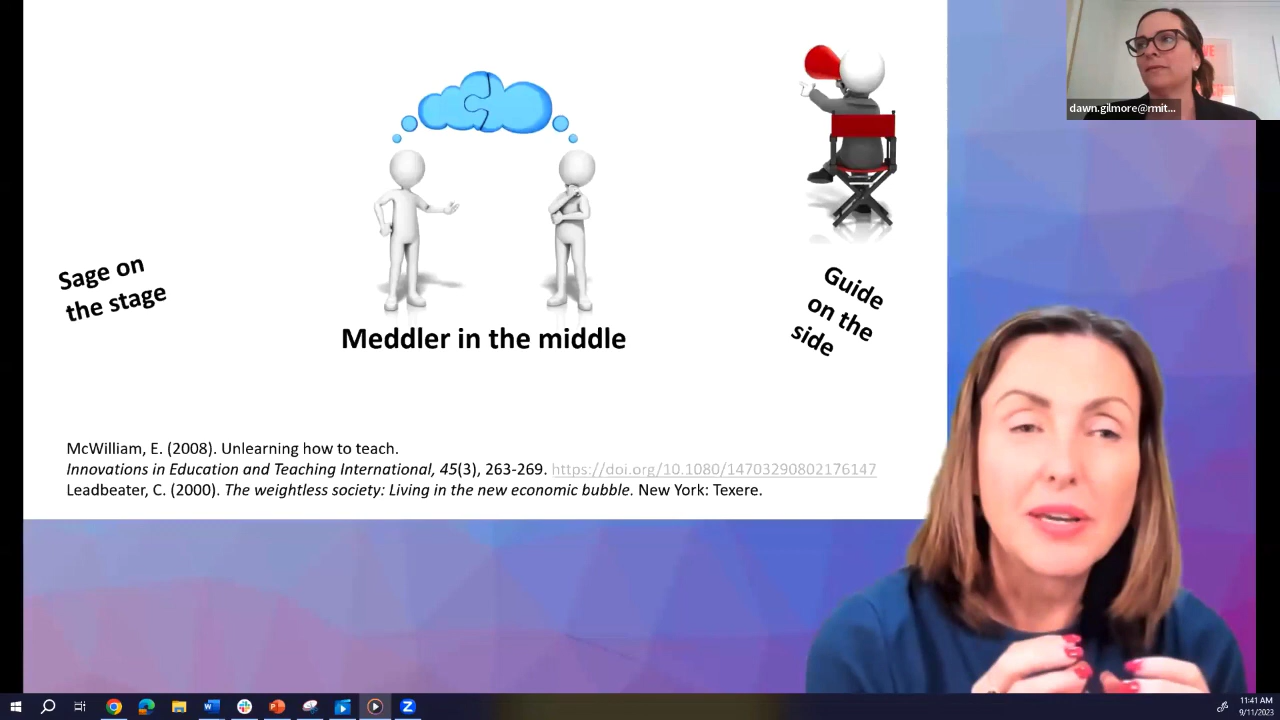 dawn.gilmore@rmit...
Sage on
the stage
Meddler in the middle
Guide
on the
side
McWilliam, E. (2008). Unlearning how to teach.
Innovations in Education and Teaching International, 45(3), 263-269. https://doi.org/10.1080/14703290802176147
Leadbeater, C. (2000). The weightless society: Living in the new economic bubble. New York: Texere.
11:41 AM
9/11/2023